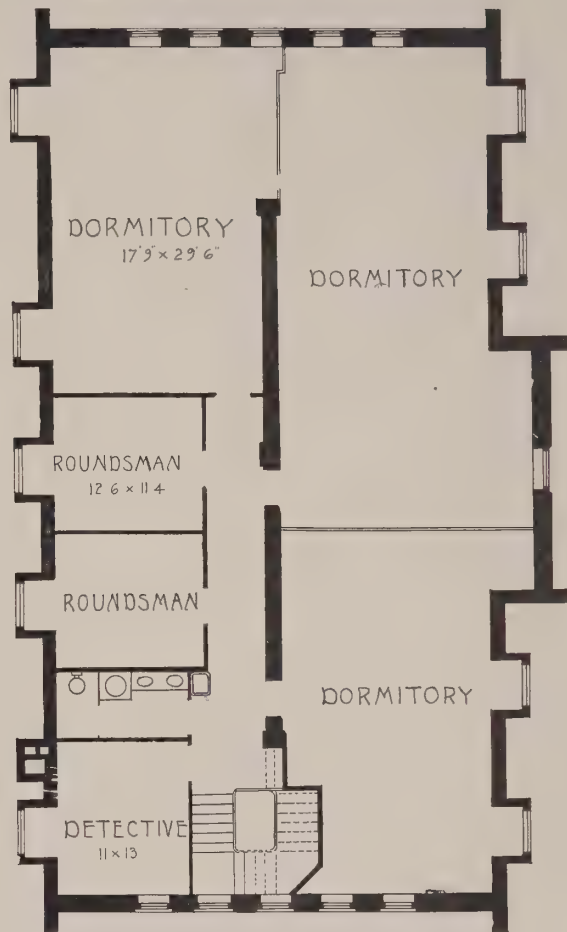 DORMITORY
17'9" × 29'6"
DORMITORY
ROUNDSMAN
12 6 × 11 4
ROUNDSMAN
DORMITORY
DETECTIVE
11 × 13